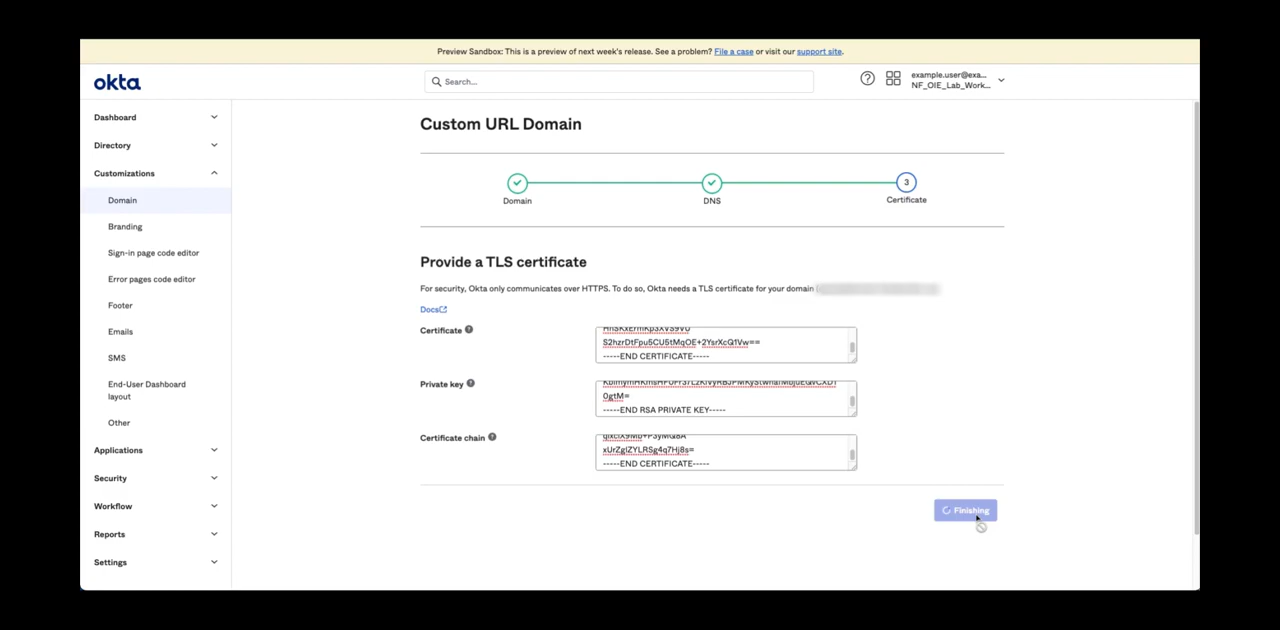 Preview Sandbox: This is a preview of next week's release. See a problem? File a case or visit our support site.
okta
Search...
example.user@exa...
NF_OIE_Lab_Work...
Dashboard
Directory
Customizations
Domain
Branding
Sign-in page code editor
Error pages code editor
Footer
Emails
SMS
End-User Dashboard
layout
Other
Applications
Security
Workflow
Reports
Settings
Custom URL Domain
3
Domain
DNS
Certificate
Provide a TLS certificate
For security, Okta only communicates over HTTPS. To do so, Okta needs a TLS certificate for your domain
Docs
Certificate
S2hzrDtFpu5CU5tMqOE+2YsrXcQ1Vw==
-----END CERTIFICATE-----
Private key
0gtM=
-----END RSA PRIVATE KEY-----
Certificate chain
xUrZglZYLRSg4q7Hj8s=
-----END CERTIFICATE-----
Finishing